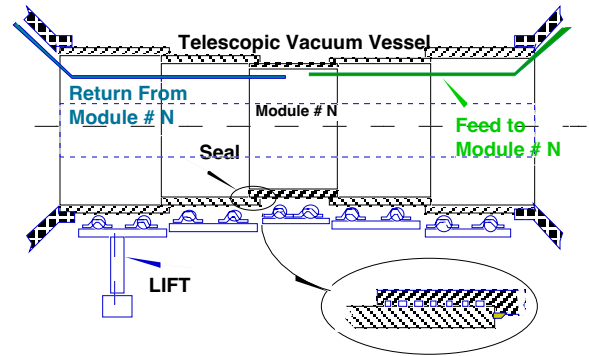 Telescopic Vacuum Vessel
Return From
Module # N
Module # N
Feed to
Module # N
Seal
LIFT